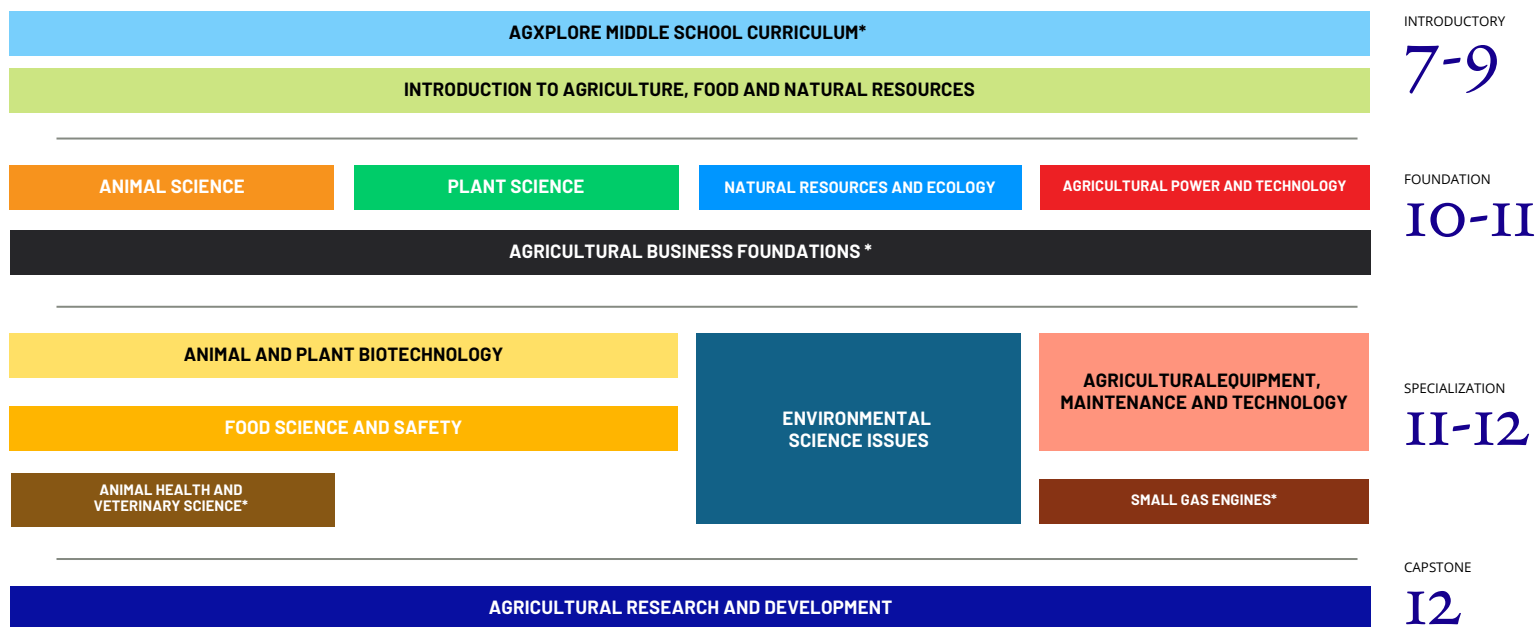 AGXPLORE MIDDLE SCHOOL CURRICULUM*
INTRODUCTORY
7-9
INTRODUCTION TO AGRICULTURE, FOOD AND NATURAL RESOURCES
ANIMAL SCIENCE
PLANT SCIENCE
NATURAL RESOURCES AND ECOLOGY
AGRICULTURAL POWER AND TECHNOLOGY
FOUNDATION
10-11
AGRICULTURAL BUSINESS FOUNDATIONS *
ANIMAL AND PLANT BIOTECHNOLOGY
FOOD SCIENCE AND SAFETY
ANIMAL HEALTH AND
VETERINARY SCIENCE*
ENVIRONMENTAL
SCIENCE ISSUES
AGRICULTURALEQUIPMENT,
MAINTENANCE AND TECHNOLOGY
SMALL GAS ENGINES*
SPECIALIZATION
11-12
AGRICULTURAL RESEARCH AND DEVELOPMENT
CAPSTONE
12